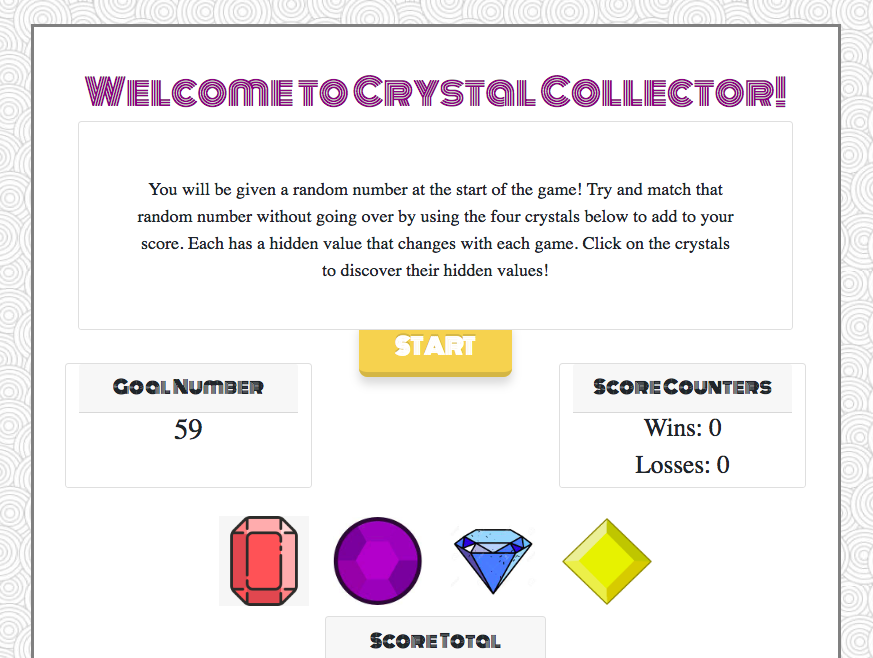 Welcome to Crystal Collector!
You will be given a random number at the start of the game! Try and match that
random number without going over by using the four crystals below to add to your
score. Each has a hidden value that changes with each game. Click on the crystals
to discover their hidden values!
START
Goal Number
59
Score Counters
Wins: 0
Losses: 0
Score Total